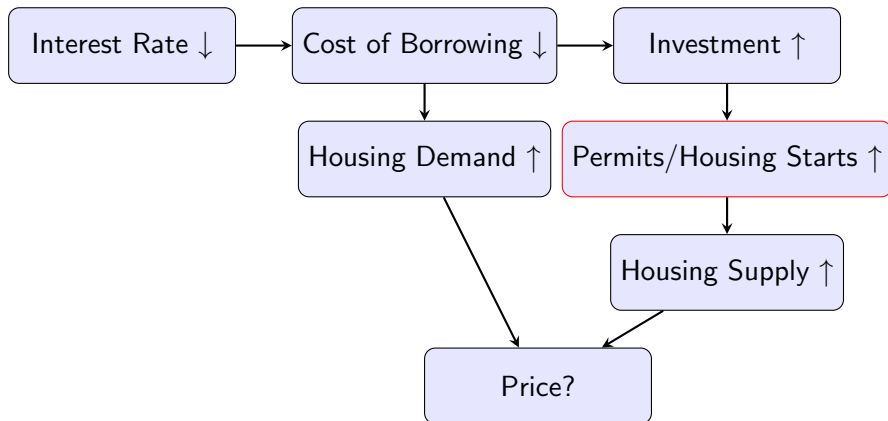 Interest Rate ↓
Cost of Borrowing ↓
Investment ↑
Housing Demand ↑
Permits/Housing Starts ↑
Housing Supply ↑
Price?